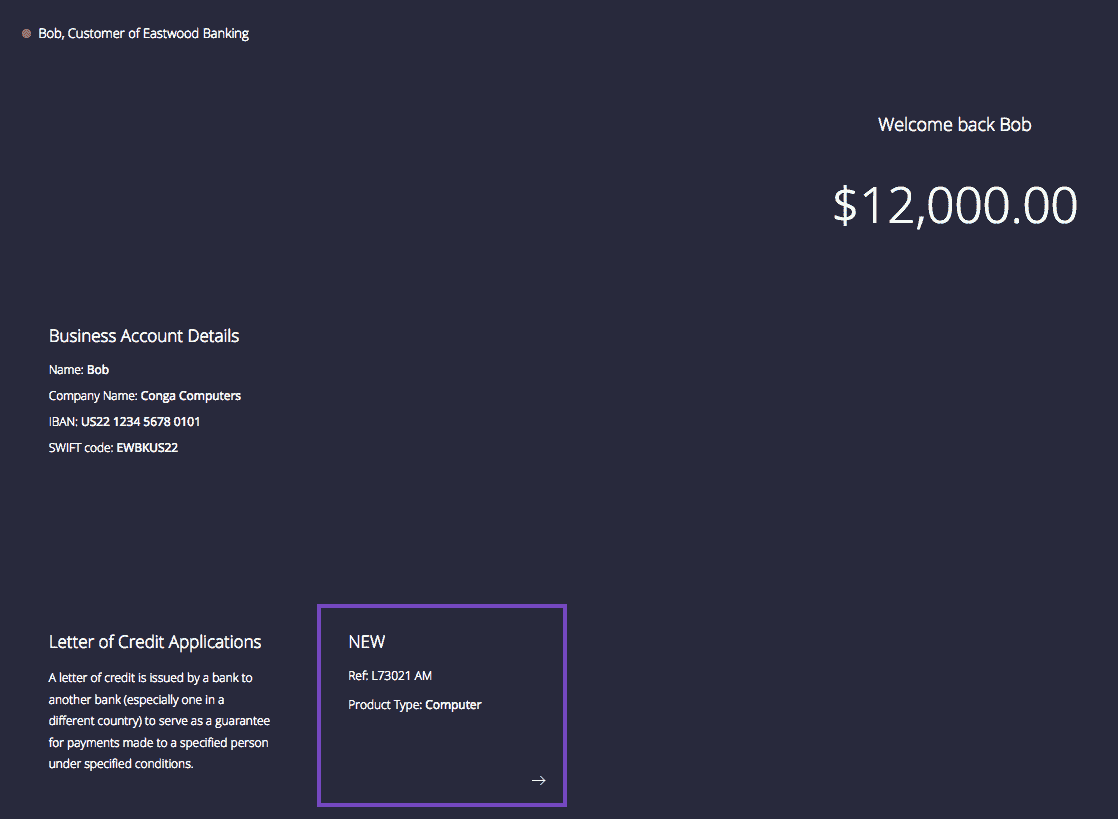 Bob, Customer of Eastwood Banking
Welcome back Bob
$12,000.00
Business Account Details
Name: Bob
Company Name: Conga Computers
IBAN: US22 1234 5678 0101
SWIFT code: EWBKUS22
Letter of Credit Applications
A letter of credit is issued by a bank to
another bank (especially one in a
different country) to serve as a guarantee
for payments made to a specified person
under specified conditions.
NEW
Ref: L73021 AM
Product Type: Computer